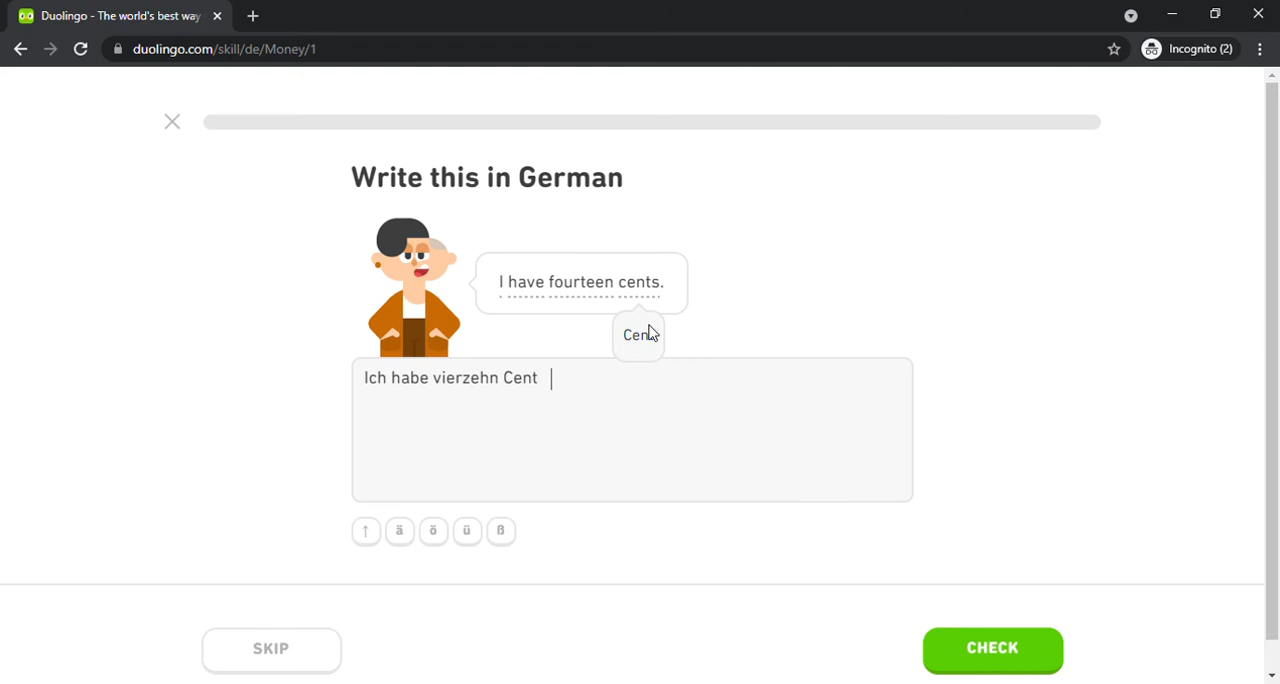 Duolingo - The world's best way
duolingo.com/skill/de/Money/1
Incognito (2)
Write this in German
I have fourteen cents.
Ich habe vierzehn Cent
↑ ä ö ü ß
SKIP
CHECK